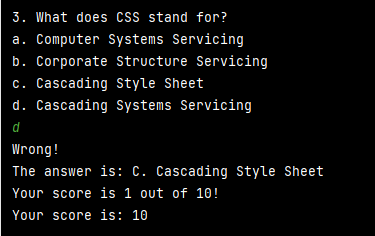 3. What does CSS stand for?
a. Computer Systems Servicing
b. Corporate Structure Servicing
c. Cascading Style Sheet
d. Cascading Systems Servicing
d
Wrong!
The answer is: C. Cascading Style Sheet
Your score is 1 out of 10!
Your score is: 10